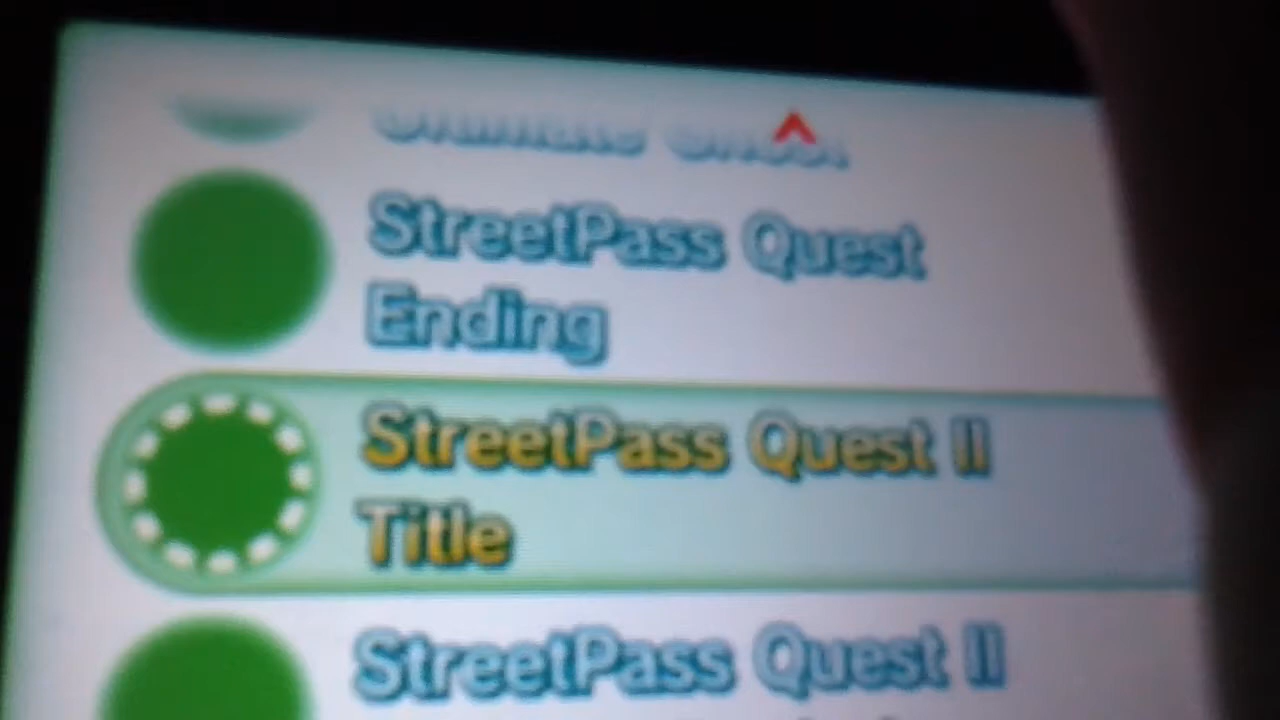 StreetPass Quest
Ending
StreetPass Quest II
Title
StreetPass Quest II